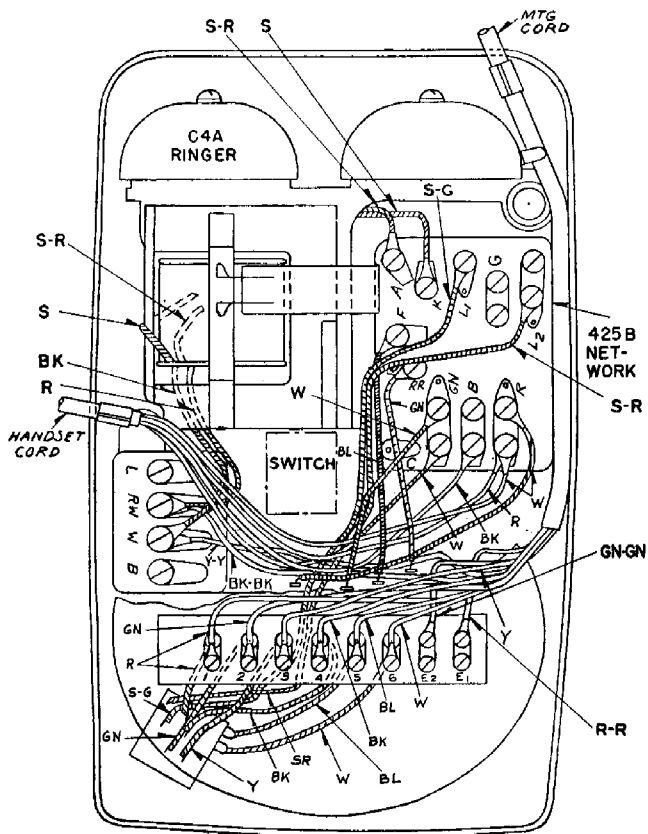 S-R S
MTG
CORD
C4A
RINGER
S-G
S-R
S
BK
R
W
HANDSET
CORD
A
K
L1
G
L2
F
RR
GN
GN
B
R
C
BL
425B
NET-
WORK
S-R
SWITCH
L
RW
W
B
Y-Y
BK-BK
W
W
BK
R
W
GN-GN
Y
GN
R
2
3
4
5
6
E2
E1
S-G
GN
Y
BK
SR
W
BL
BK
BL
W
R-R